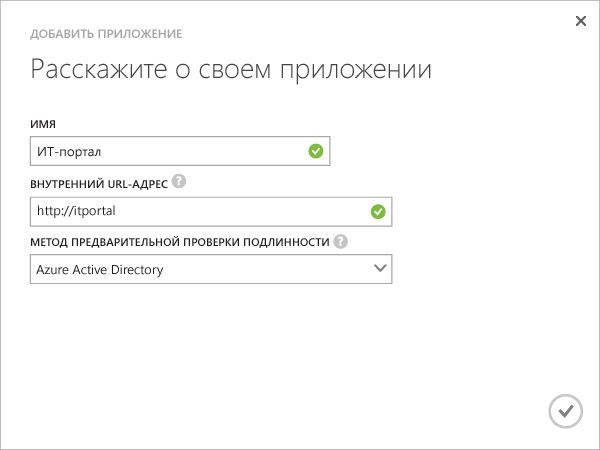 ДОБАВИТЬ ПРИЛОЖЕНИЕ
Расскажите о своем приложении
ИМЯ
ИТ-портал
ВНУТРЕННИЙ URL-АДРЕС ?
http://itportal
МЕТОД ПРЕДВАРИТЕЛЬНОЙ ПРОВЕРКИ ПОДЛИННОСТИ ?
Azure Active Directory